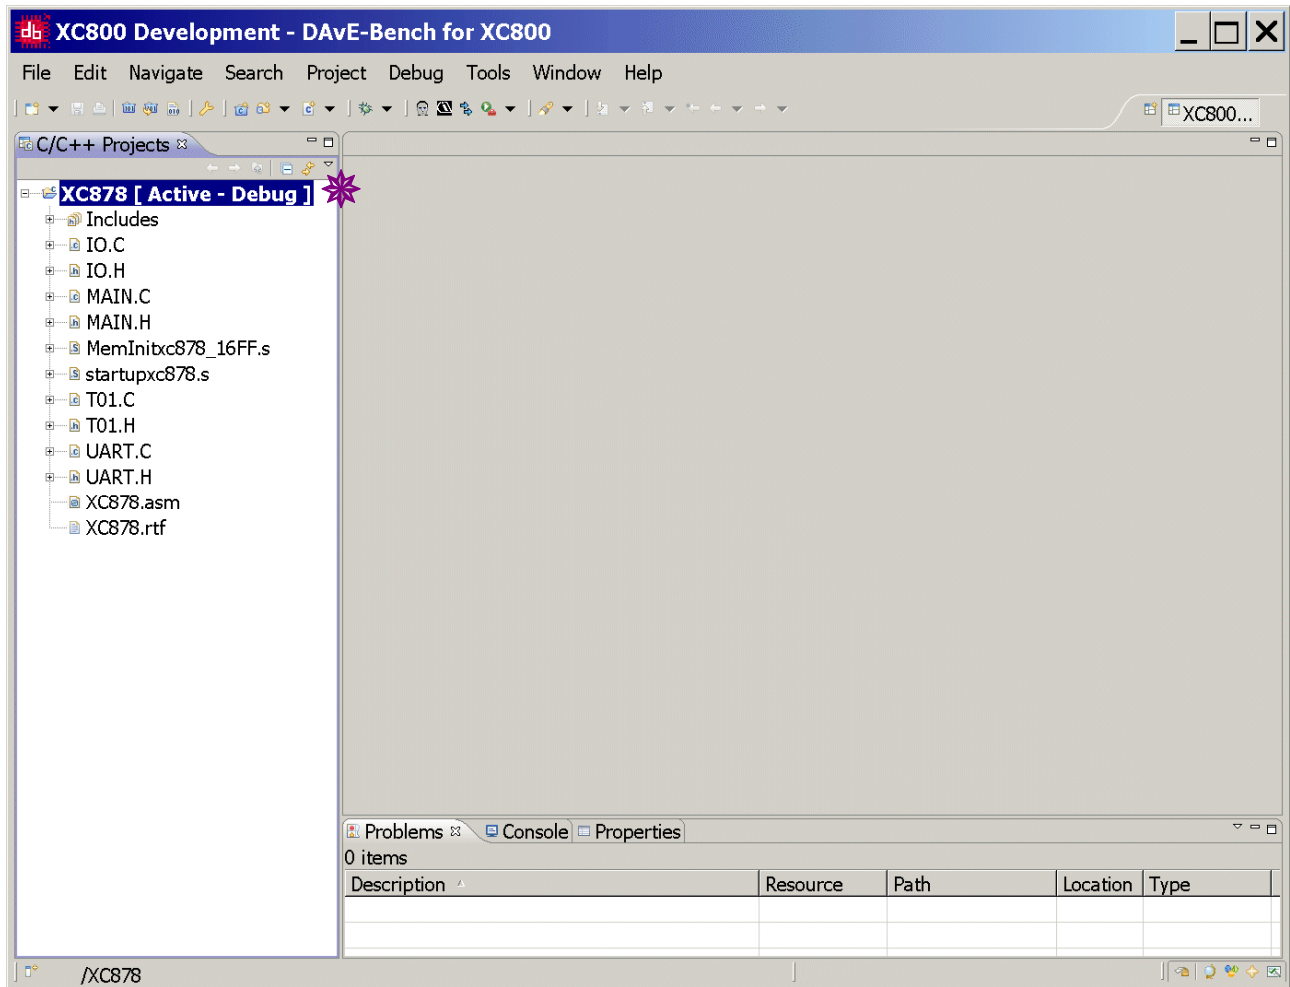 XC800 Development - DAvE-Bench for XC800
File Edit Navigate Search Project Debug Tools Window Help
XC800...
C/C++ Projects
XC878 [ Active - Debug ]
Includes
IO.C
IO.H
MAIN.C
MAIN.H
MemInitxc878_16FF.s
startupxc878.s
T01.C
T01.H
UART.C
UART.H
XC878.asm
XC878.rtf
Problems Console Properties
0 items
Description Resource Path Location Type
/XC878